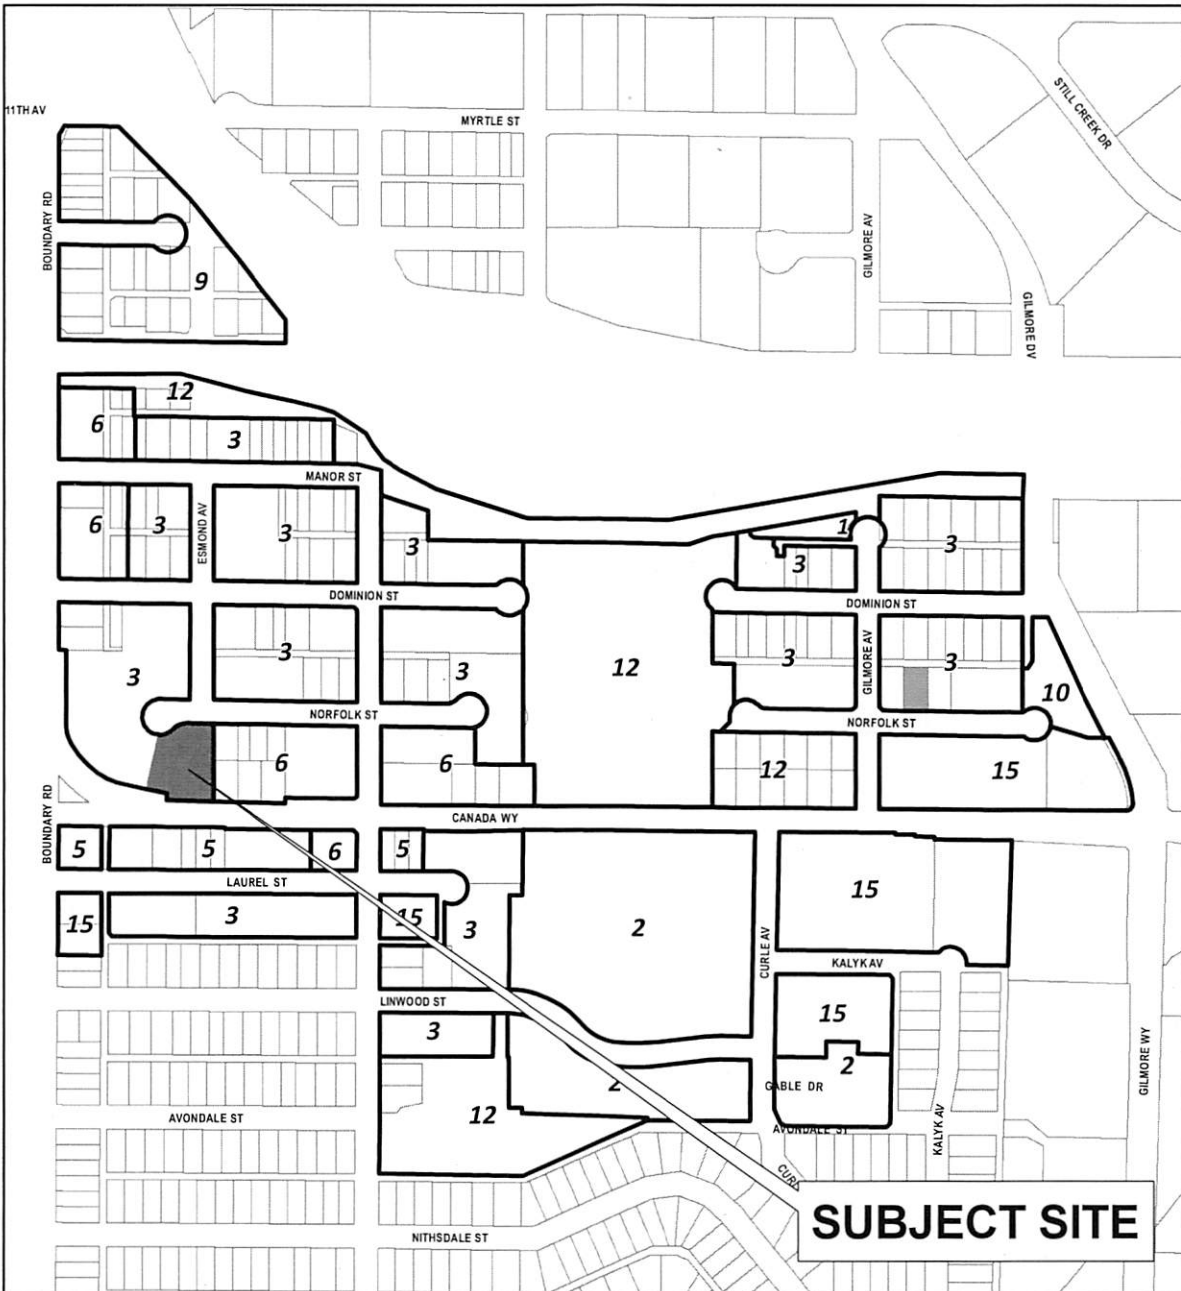 11TH AV
MYRTLE ST
STILL CREEK DR
BOUNDARY RD
GILMORE AV
9
GILMORE DV
12
6
3
MANOR ST
6
3
ESMOND AV
3
3
1
3
3
DOMINION ST
DOMINION ST
3
3
3
12
3
GILMORE AV
3
10
NORFOLK ST
NORFOLK ST
6
6
12
15
BOUNDARY RD
CANADA WY
5
5
6
5
LAUREL ST
15
3
15
3
2
CURLE AV
15
KALYK AV
LINWOOD ST
3
15
2
2
GABLE DR
GILMORE WY
AVONDALE ST
12
AVONDALE ST
KALYK AV
SUBJECT SITE
NITHSDALE ST